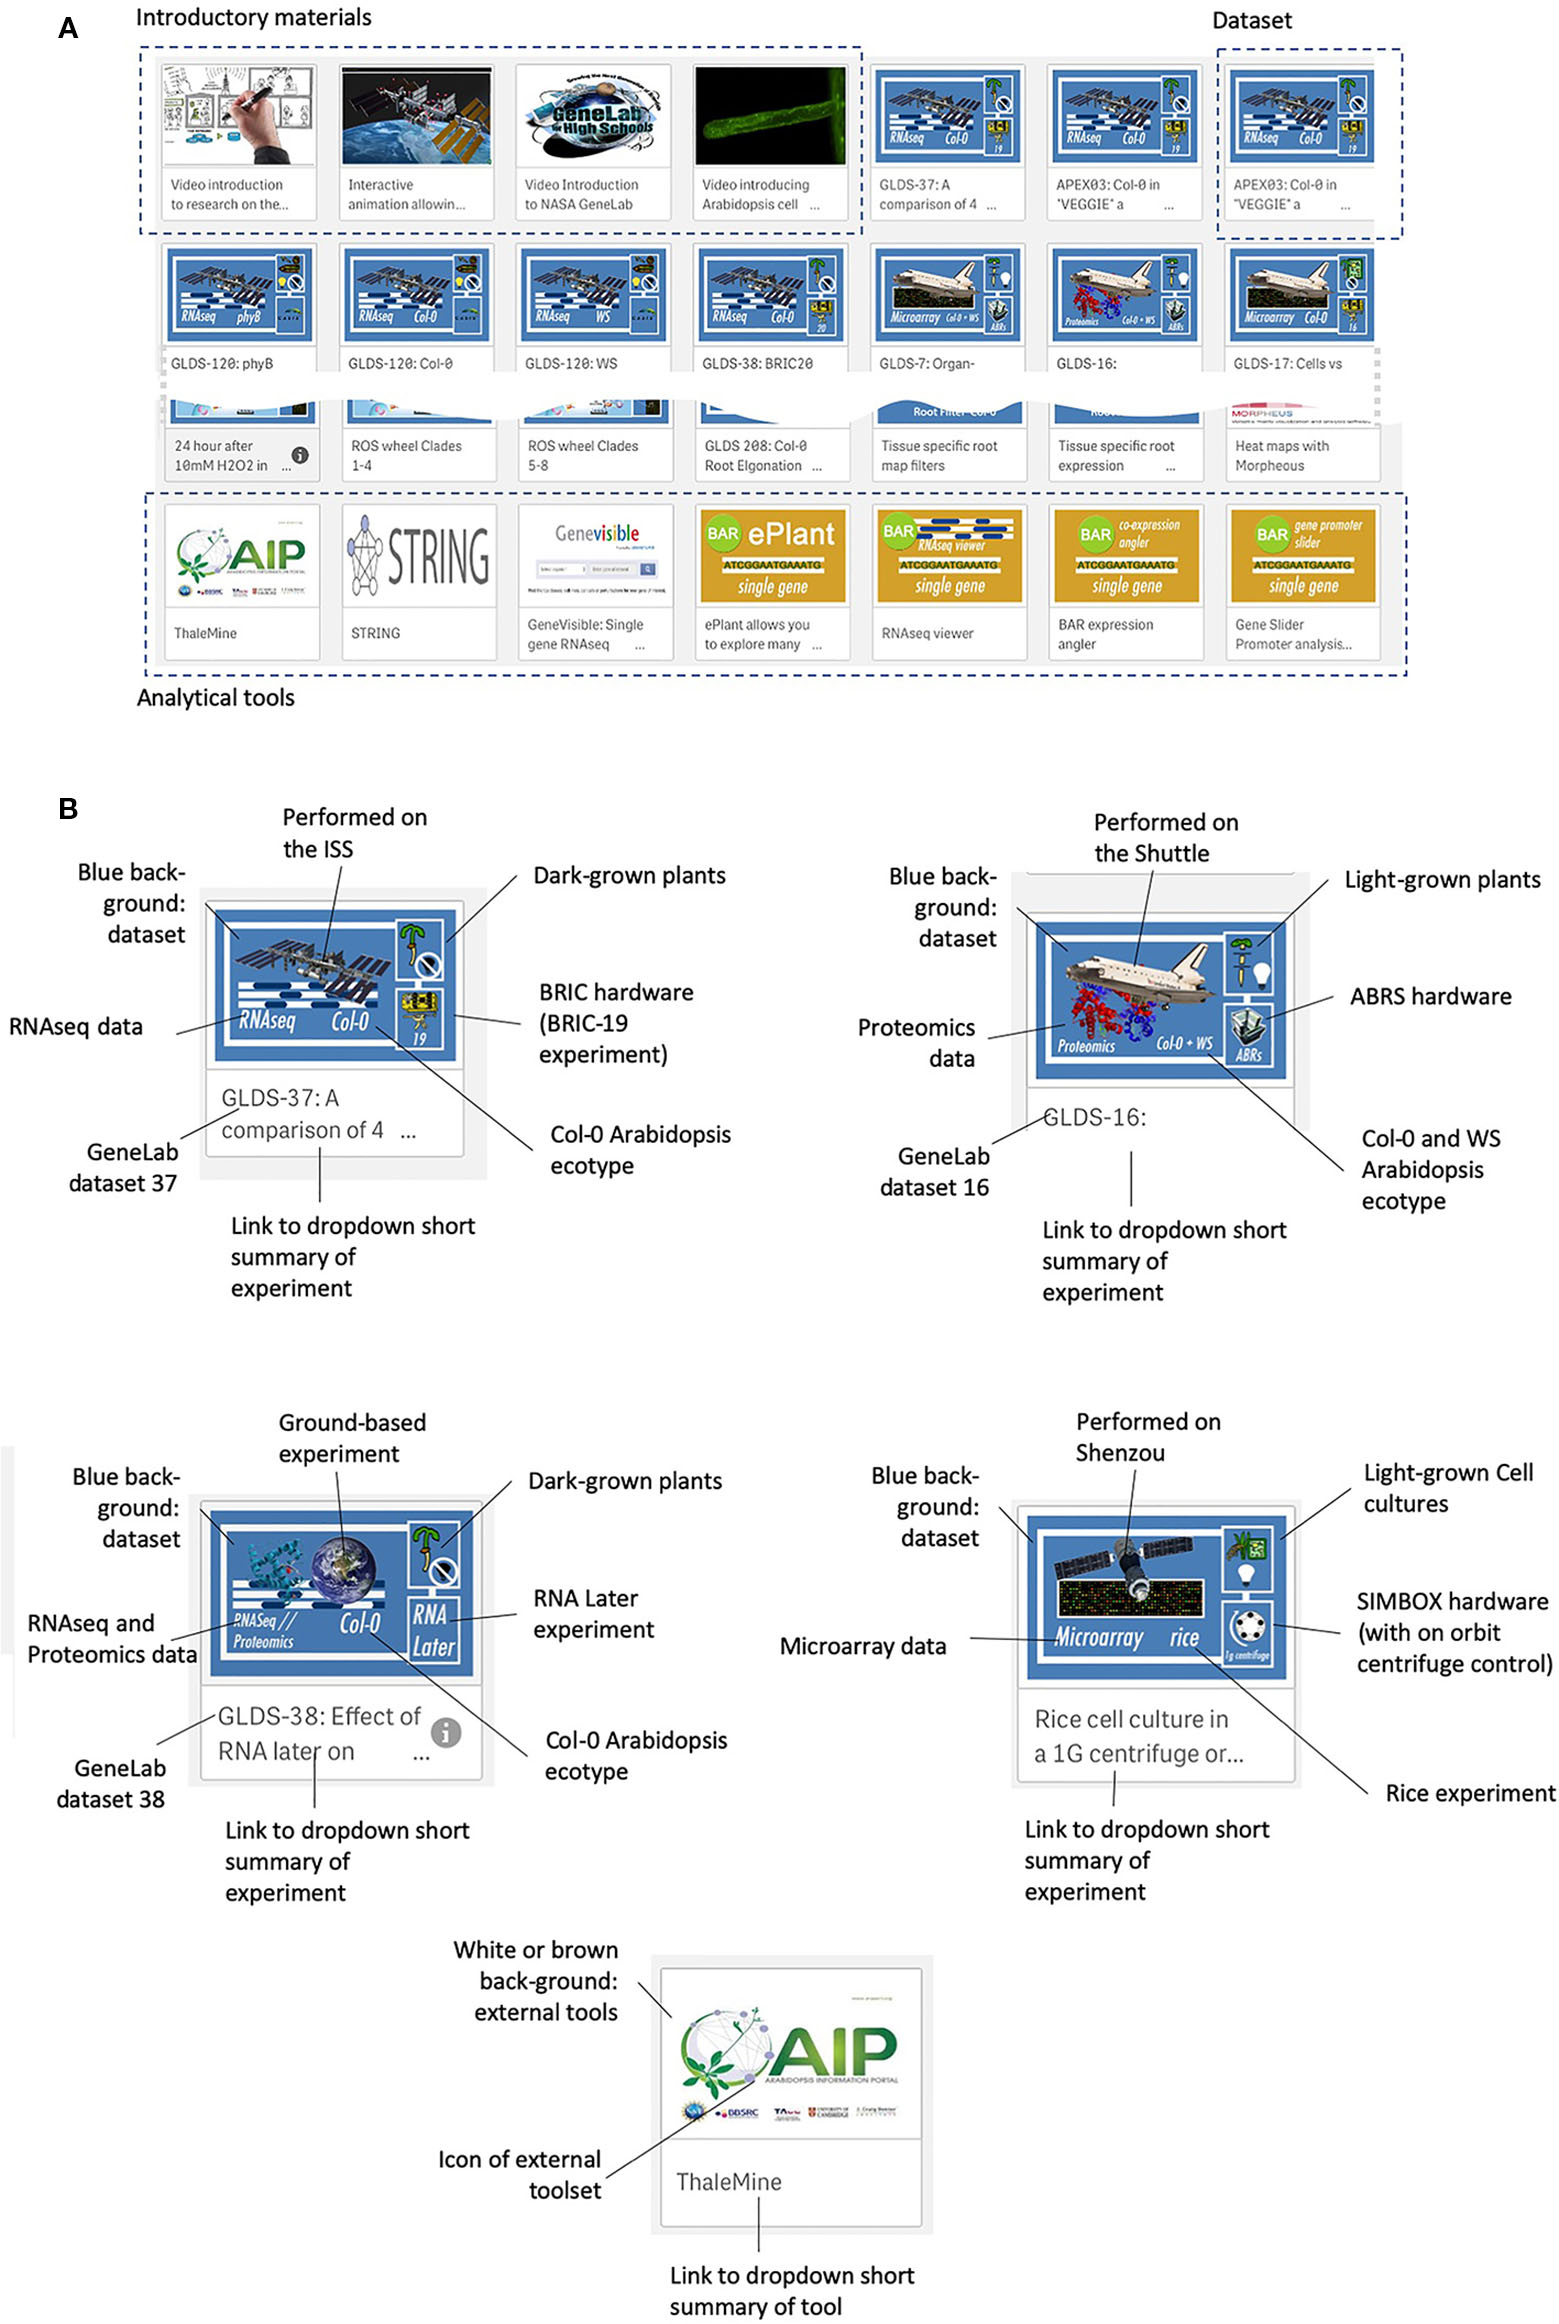 A
Introductory materials
Dataset
GeneLab
for High Schools
RNAseq Col-0 19
RNAseq Col-0 19
RNAseq Col-0 19
Video introduction
to research on the...
Interactive
animation allowin...
Video Introduction
to NASA GeneLab
Video introducing
Arabidopsis cell ...
GLDS-37: A
comparison of 4 ...
APEX03: Col-0 in
"VEGGIE" a ...
APEX03: Col-0 in
"VEGGIE" a ...
RNAseq phyB
RNAseq Col-0
RNAseq WS
RNAseq Col-0 20
Microarray Col-0 + WS ABRs
Proteomics Col-0 + WS ABRs
Microarray Col-0 16
GLDS-120: phyB
GLDS-120: Col-0
GLDS-120: WS
GLDS-38: BRIC20
GLDS-7: Organ-
GLDS-16:
GLDS-17: Cells vs
MORPHEUS
24 hour after
10mM H2O2 in ...
ROS wheel Clades
1-4
ROS wheel Clades
5-8
GLDS 208: Col-0
Root Elgonation ...
Tissue specific root
map filters
Tissue specific root
expression ...
Heat maps with
Morpheous
AIP
STRING
Genevisible
BAR ePlant
ATCGGAATGAAATG
single gene
BAR
RNAseq viewer
ATCGGAATGAAATG
single gene
BAR co-expression
angler
ATCGGAATGAAATG
single gene
BAR gene promoter
slider
ATCGGAATGAAATG
single gene
ThaleMine
STRING
GeneVisible: Single
gene RNAseq ...
ePlant allows you
to explore many ...
RNAseq viewer
BAR expression
angler
Gene Slider
Promoter analysis...
Analytical tools
B
Performed on
the ISS
Blue back-
ground:
dataset
Dark-grown plants
RNAseq data
RNAseq Col-0
19
BRIC hardware
(BRIC-19
experiment)
GLDS-37: A
comparison of 4 ...
GeneLab
dataset 37
Col-0 Arabidopsis
ecotype
Link to dropdown short
summary of
experiment
Performed on
the Shuttle
Blue back-
ground:
dataset
Light-grown plants
ABRS hardware
Proteomics
data
Proteomics Col-0 + WS
ABRs
GLDS-16:
GeneLab
dataset 16
Col-0 and WS
Arabidopsis
ecotype
Link to dropdown short
summary of
experiment
Ground-based
experiment
Blue back-
ground:
dataset
Dark-grown plants
RNAseq and
Proteomics data
RNASeq //
Proteomics
Col-0
RNA
Later
RNA Later
experiment
GLDS-38: Effect of
RNA later on ...
GeneLab
dataset 38
Col-0 Arabidopsis
ecotype
Link to dropdown short
summary of
experiment
Performed on
Shenzou
Blue back-
ground:
dataset
Light-grown Cell
cultures
Microarray data
Microarray rice
1g centrifuge
SIMBOX hardware
(with on orbit
centrifuge control)
Rice cell culture in
a 1G centrifuge or...
Rice experiment
Link to dropdown short
summary of
experiment
White or brown
back-ground:
external tools
AIP
ARABIDOPSIS INFORMATION PORTAL
BBSRC
UNIVERSITY OF
CAMBRIDGE
Icon of external
toolset
ThaleMine
Link to dropdown short
summary of tool